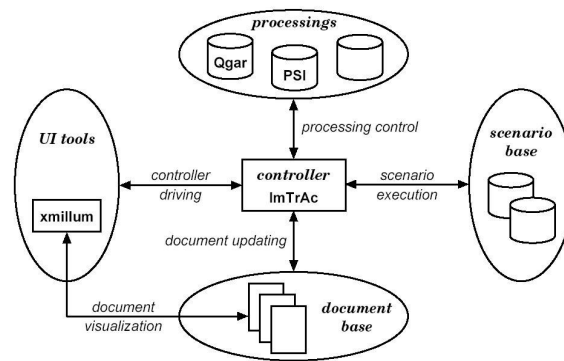 processings
Qgar
PSI
processing control
UI tools
scenario
base
controller
driving
controller
ImTrAc
scenario
execution
xmillum
document updating
document
visualization
document
base